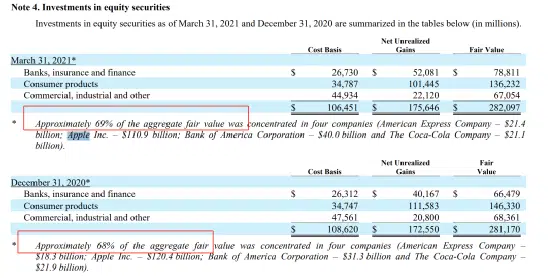 Note 4. Investments in equity securities
Investments in equity securities as of March 31, 2021 and December 31, 2020 are summarized in the tables below (in millions).
Cost Basis Net Unrealized Gains Fair Value
March 31, 2021*
Banks, insurance and finance $ 26,730 $ 52,081 $ 78,811
Consumer products 34,787 101,445 136,232
Commercial, industrial and other 44,934 22,120 67,054
$ 106,451 $ 175,646 $ 282,097
* Approximately 69% of the aggregate fair value was concentrated in four companies (American Express Company – $21.4
billion; Apple Inc. – $110.9 billion; Bank of America Corporation – $40.0 billion and The Coca-Cola Company – $21.1
billion).
Cost Basis Net Unrealized Gains Fair Value
December 31, 2020*
Banks, insurance and finance $ 26,312 $ 40,167 $ 66,479
Consumer products 34,747 111,583 146,330
Commercial, industrial and other 47,561 20,800 68,361
$ 108,620 $ 172,550 $ 281,170
* Approximately 68% of the aggregate fair value was concentrated in four companies (American Express Company –
$18.3 billion; Apple Inc. – $120.4 billion; Bank of America Corporation – $31.3 billion and The Coca-Cola Company –
$21.9 billion).